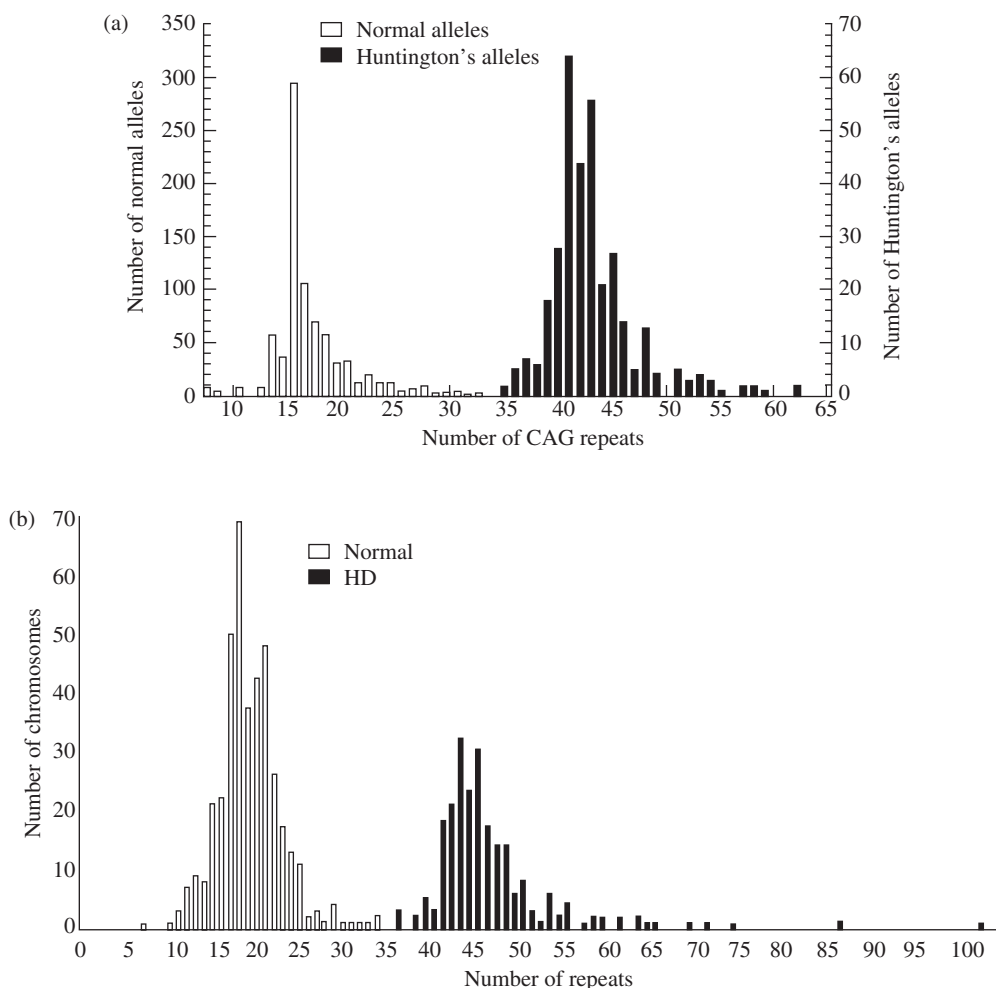 (a)
350
300
250
200
150
100
50
0
Number of normal alleles
Normal alleles
Huntington's alleles
70
60
50
40
30
20
10
0
Number of Huntington's alleles
10 15 20 25 30 35 40 45 50 55 60 65
Number of CAG repeats
(b)
70
60
50
40
30
20
10
0
Number of chromosomes
Normal
HD
0 5 10 15 20 25 30 35 40 45 50 55 60 65 70 75 80 85 90 95 100
Number of repeats